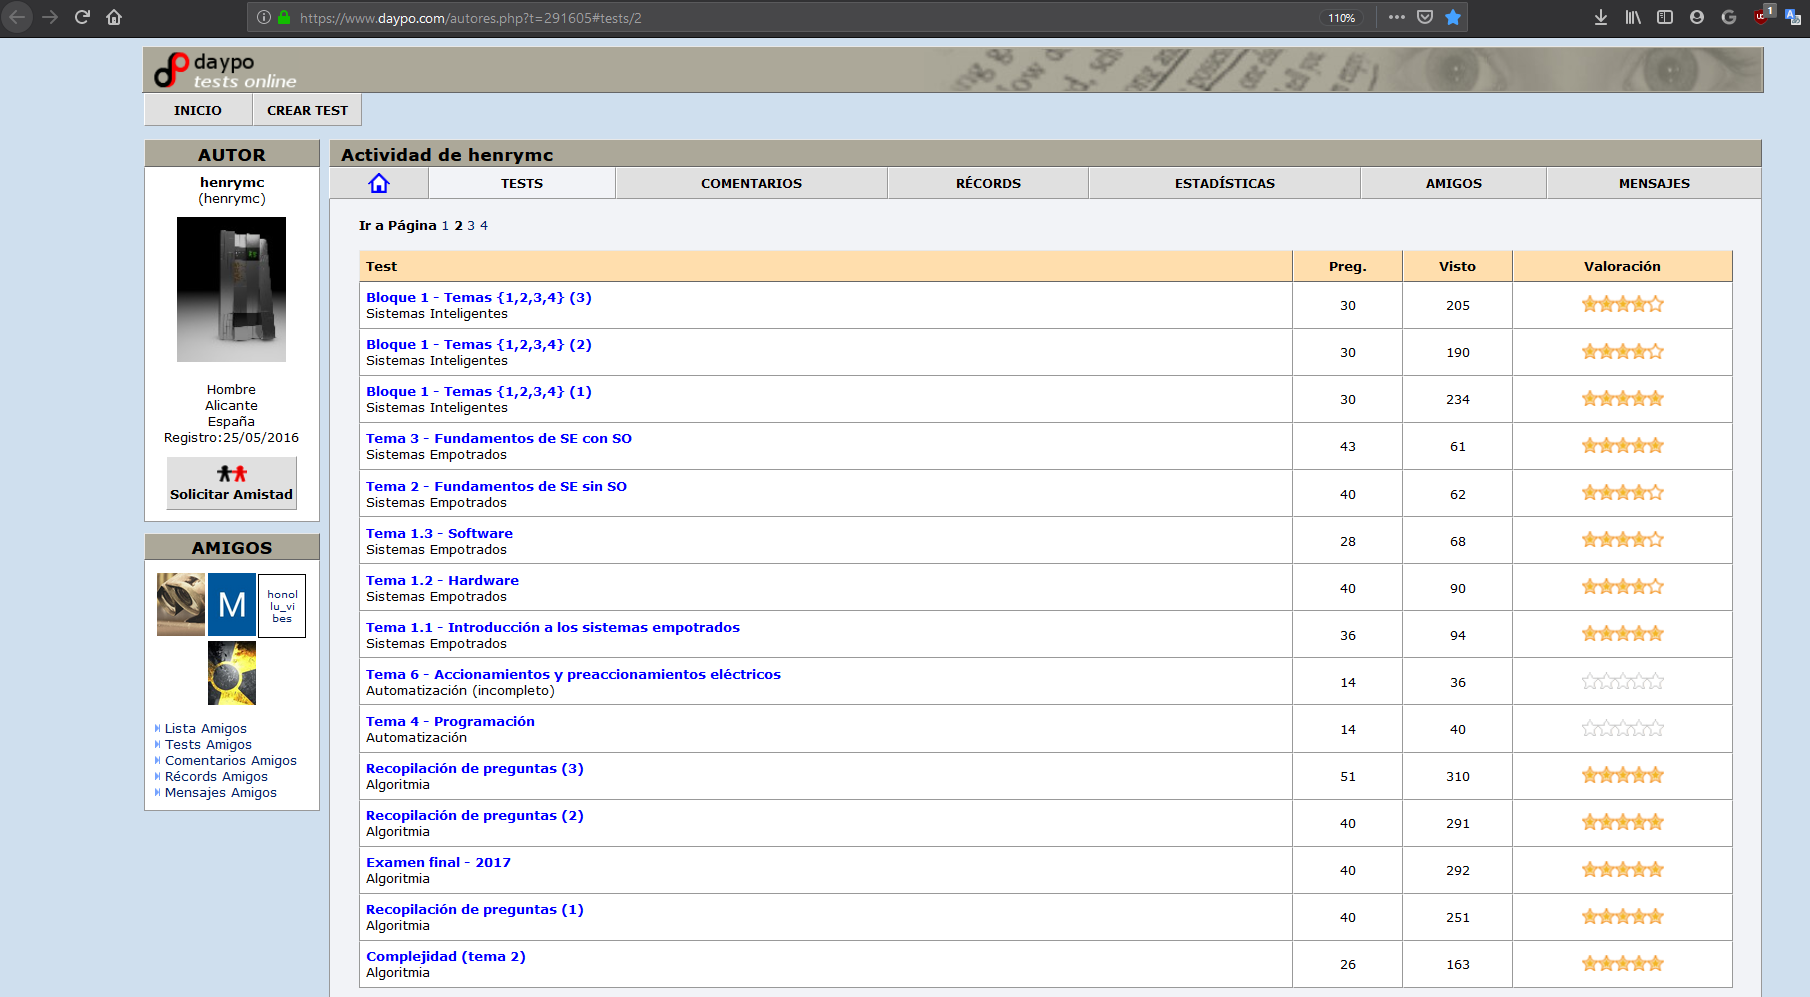 https://www.daypo.com/autores.php?t=291605#tests/2
110%
1
daypo
tests online
INICIO
CREAR TEST
AUTOR
henrymc
(henrymc)
Hombre
Alicante
España
Registro:25/05/2016
Solicitar Amistad
AMIGOS
M
honol
lu_vi
bes
Lista Amigos
Tests Amigos
Comentarios Amigos
Récords Amigos
Mensajes Amigos
Actividad de henrymc
TESTS
COMENTARIOS
RÉCORDS
ESTADÍSTICAS
AMIGOS
MENSAJES
Ir a Página 1 2 3 4
Test Preg. Visto Valoración
Bloque 1 - Temas {1,2,3,4} (3)
Sistemas Inteligentes
30 205
Bloque 1 - Temas {1,2,3,4} (2)
Sistemas Inteligentes
30 190
Bloque 1 - Temas {1,2,3,4} (1)
Sistemas Inteligentes
30 234
Tema 3 - Fundamentos de SE con SO
Sistemas Empotrados
43 61
Tema 2 - Fundamentos de SE sin SO
Sistemas Empotrados
40 62
Tema 1.3 - Software
Sistemas Empotrados
28 68
Tema 1.2 - Hardware
Sistemas Empotrados
40 90
Tema 1.1 - Introducción a los sistemas empotrados
Sistemas Empotrados
36 94
Tema 6 - Accionamientos y preaccionamientos eléctricos
Automatización (incompleto)
14 36
Tema 4 - Programación
Automatización
14 40
Recopilación de preguntas (3)
Algoritmia
51 310
Recopilación de preguntas (2)
Algoritmia
40 291
Examen final - 2017
Algoritmia
40 292
Recopilación de preguntas (1)
Algoritmia
40 251
Complejidad (tema 2)
Algoritmia
26 163